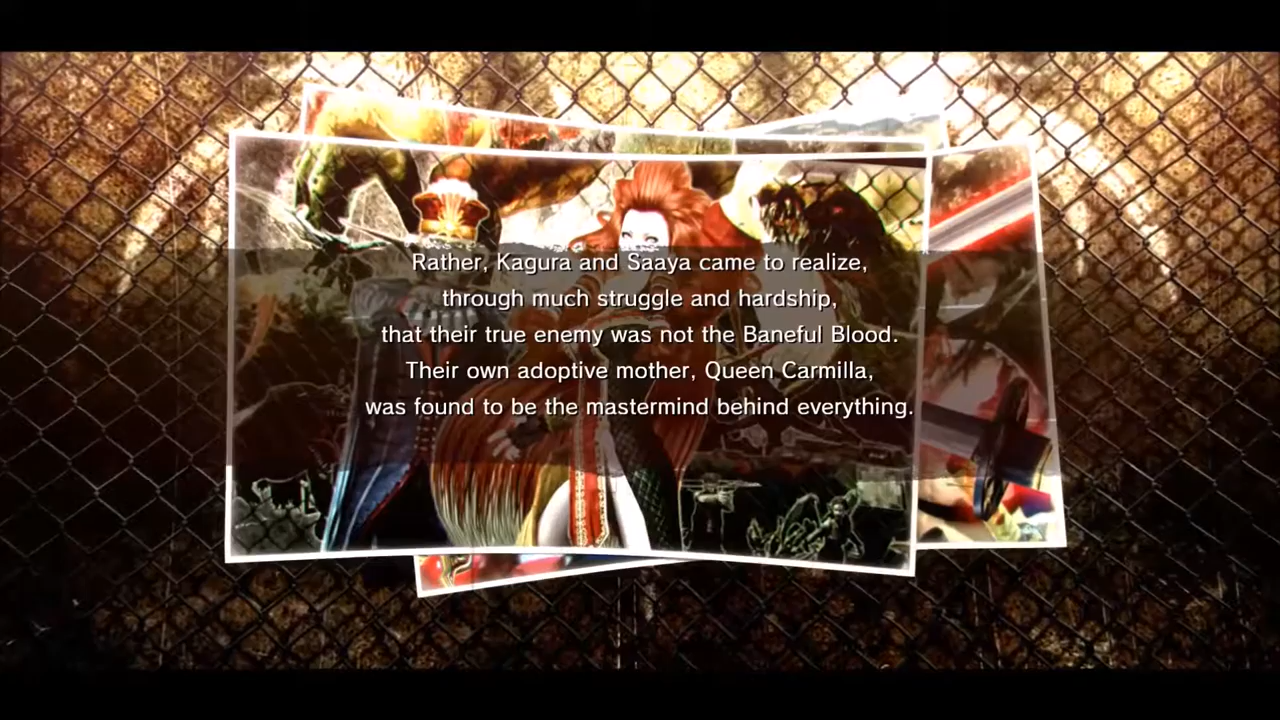 Rather, Kagura and Saaya came to realize,
through much struggle and hardship,
that their true enemy was not the Baneful Blood.
Their own adoptive mother, Queen Carmilla,
was found to be the mastermind behind everything.